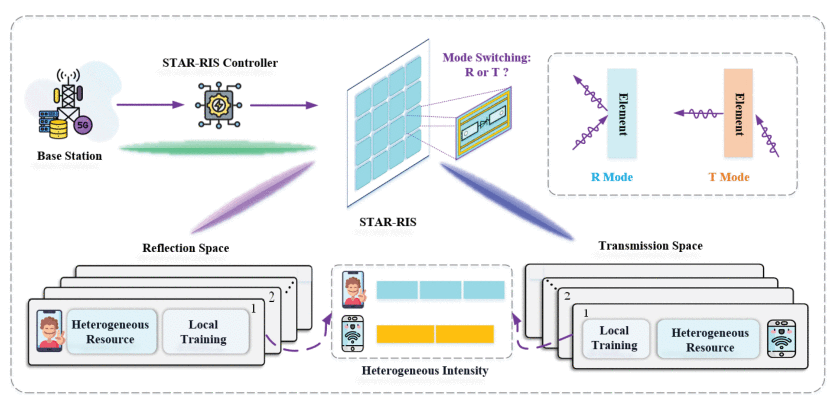 STAR-RIS Controller
Mode Switching:
R or T ?
5G
Base Station
Element
Element
R Mode
T Mode
STAR-RIS
Reflection Space
Transmission Space
2
1
Heterogeneous
Resource
Local
Training
2
1
Local
Training
Heterogeneous
Resource
Heterogeneous Intensity